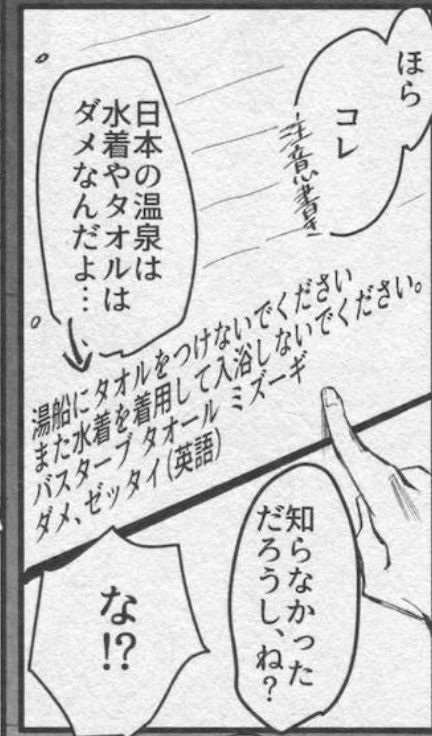 ほら
コレ
注意書き
日本の温泉は
水着やタオルは
ダメなんだよ…
湯船にタオルをつけないでください
また水着を着用して入浴しないでください。
バスターブ タオール ミズーギ
ダメ、ゼッタイ(英語)
知らなかった
だろうし、ね?
な!?